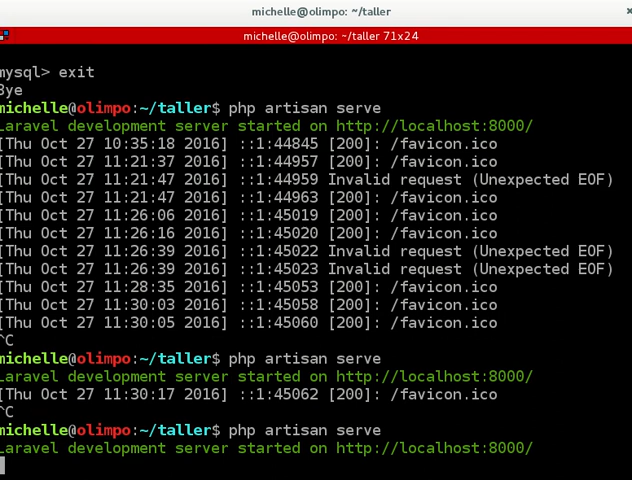 michelle@olimpo: ~/taller
michelle@olimpo: ~/taller 71x24
mysql> exit
Bye
michelle@olimpo:~/taller$ php artisan serve
Laravel development server started on http://localhost:8000/
[Thu Oct 27 10:35:18 2016] ::1:44845 [200]: /favicon.ico
[Thu Oct 27 11:21:37 2016] ::1:44957 [200]: /favicon.ico
[Thu Oct 27 11:21:47 2016] ::1:44959 Invalid request (Unexpected EOF)
[Thu Oct 27 11:21:47 2016] ::1:44963 [200]: /favicon.ico
[Thu Oct 27 11:26:06 2016] ::1:45019 [200]: /favicon.ico
[Thu Oct 27 11:26:16 2016] ::1:45020 [200]: /favicon.ico
[Thu Oct 27 11:26:39 2016] ::1:45022 Invalid request (Unexpected EOF)
[Thu Oct 27 11:26:39 2016] ::1:45023 Invalid request (Unexpected EOF)
[Thu Oct 27 11:28:35 2016] ::1:45053 [200]: /favicon.ico
[Thu Oct 27 11:30:03 2016] ::1:45058 [200]: /favicon.ico
[Thu Oct 27 11:30:05 2016] ::1:45060 [200]: /favicon.ico
^C
michelle@olimpo:~/taller$ php artisan serve
Laravel development server started on http://localhost:8000/
[Thu Oct 27 11:30:17 2016] ::1:45062 [200]: /favicon.ico
^C
michelle@olimpo:~/taller$ php artisan serve
Laravel development server started on http://localhost:8000/